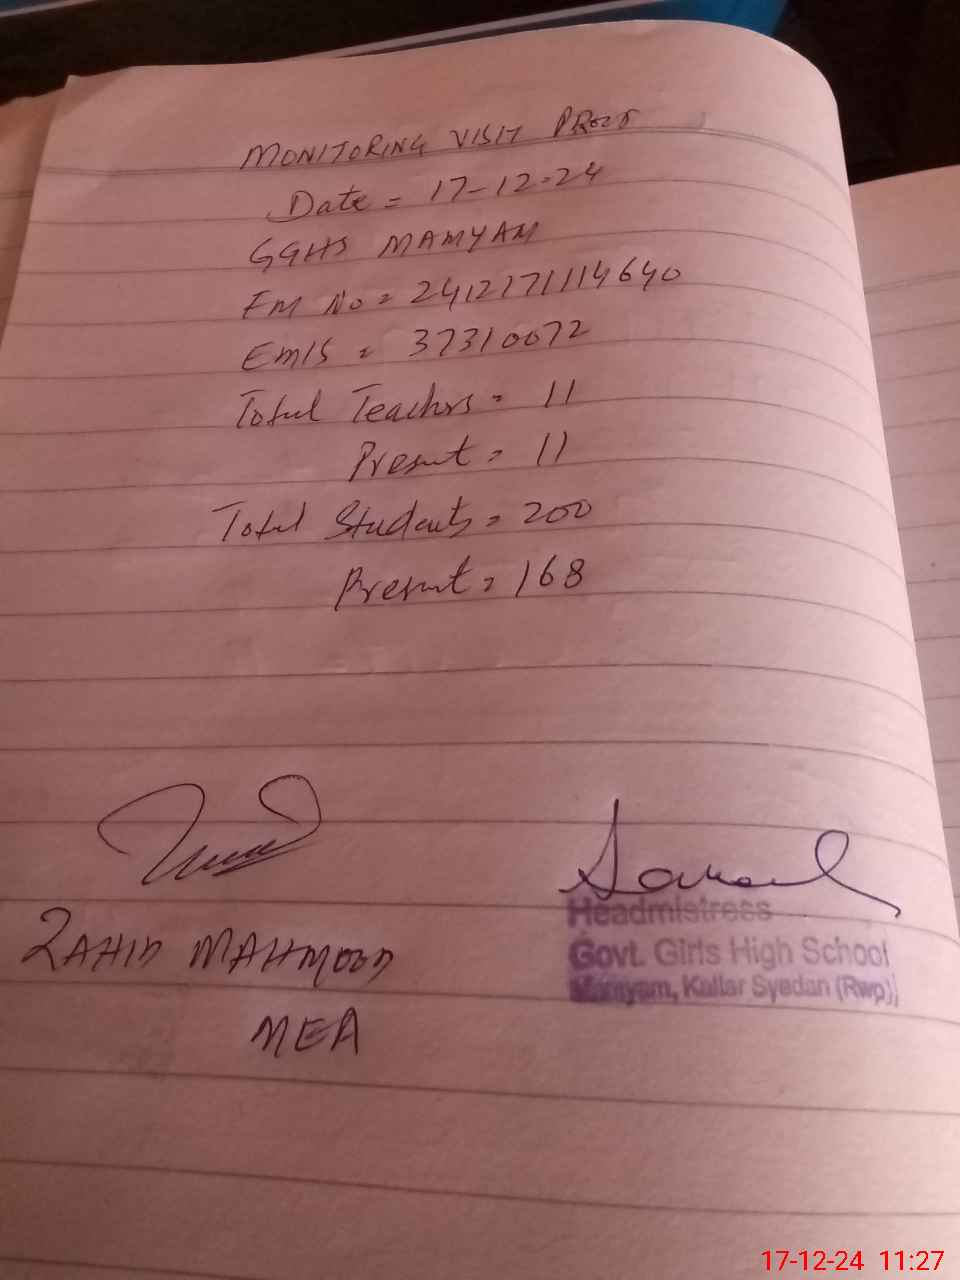 MONITORING VISIT PROOF
Date = 17-12-24
GGHS MAMYAM
FM No = 2412171114640
EMIS = 37310072
Total Teachers = 11
Present = 11
Total Students = 200
Present = 168
ZAHID MAHMOOD
MEA
Headmistress
Govt. Girls High School
Mamyam, Kallar Syedan (Rwp)
17-12-24 11:27